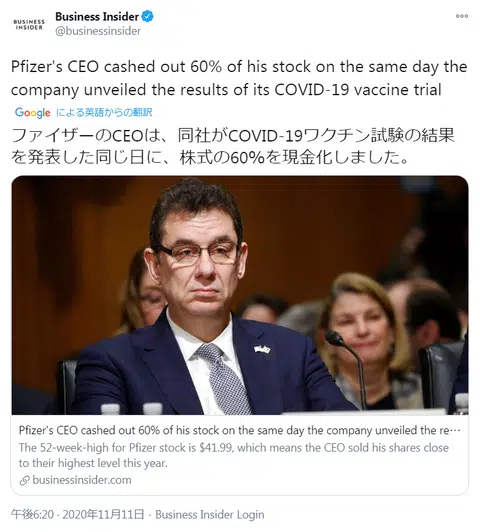 BUSINESS
INSIDER
Business Insider
@businessinsider
Pfizer's CEO cashed out 60% of his stock on the same day the
company unveiled the results of its COVID-19 vaccine trial
Google による英語からの翻訳
ファイザーのCEOは、同社がCOVID-19ワクチン試験の結果
を発表した同じ日に、株式の60％を現金化しました。
Pfizer's CEO cashed out 60% of his stock on the same day the company unveiled the re…
The 52-week-high for Pfizer stock is $41.99, which means the CEO sold his shares close
to their highest level this year.
businessinsider.com
午後6:20 · 2020年11月11日 · Business Insider Login